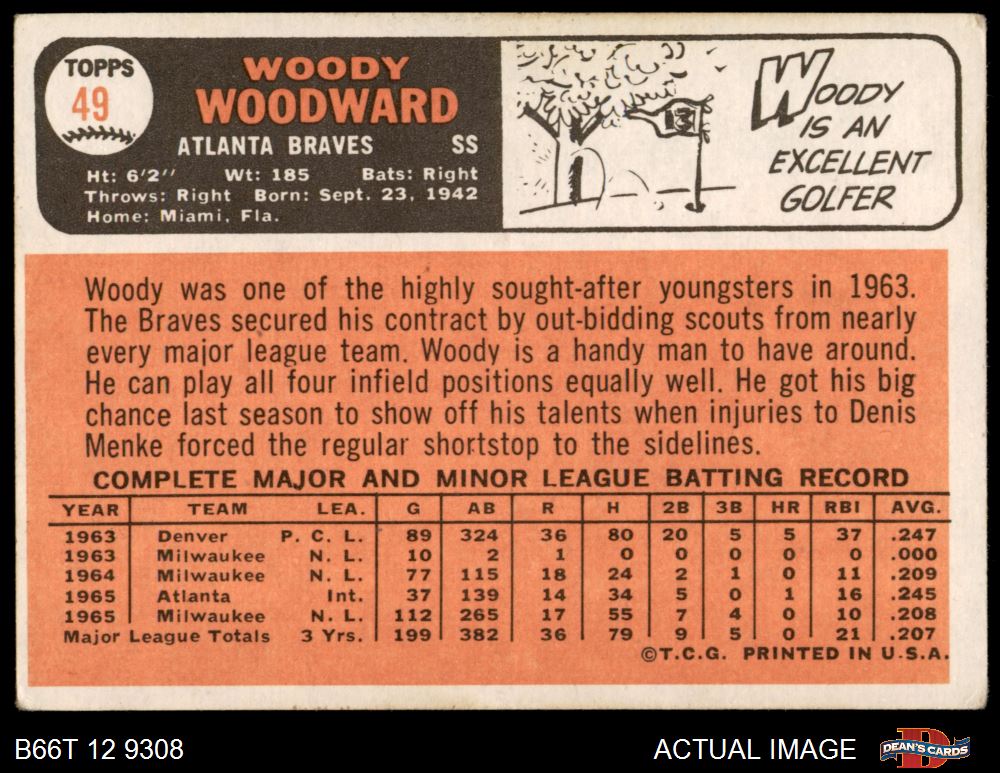 TOPPS
49
WOODY
WOODWARD
ATLANTA BRAVES SS
Ht: 6'2" Wt: 185 Bats: Right
Throws: Right Born: Sept. 23, 1942
Home: Miami, Fla.
13
WOODY
IS AN
EXCELLENT
GOLFER
Woody was one of the highly sought-after youngsters in 1963.
The Braves secured his contract by out-bidding scouts from nearly
every major league team. Woody is a handy man to have around.
He can play all four infield positions equally well. He got his big
chance last season to show off his talents when injuries to Denis
Menke forced the regular shortstop to the sidelines.
COMPLETE MAJOR AND MINOR LEAGUE BATTING RECORD
YEAR TEAM LEA. G AB R H 2B 3B HR RBI AVG.
1963 Denver P. C. L. 89 324 36 80 20 5 5 37 .247
1963 Milwaukee N. L. 10 2 1 0 0 0 0 0 .000
1964 Milwaukee N. L. 77 115 18 24 2 1 0 11 .209
1965 Atlanta Int. 37 139 14 34 5 0 1 16 .245
1965 Milwaukee N. L. 112 265 17 55 7 4 0 10 .208
Major League Totals 3 Yrs. 199 382 36 79 9 5 0 21 .207
©T.C.G. PRINTED IN U.S.A.
B66T 12 9308 ACTUAL IMAGE DEAN'S CARDS